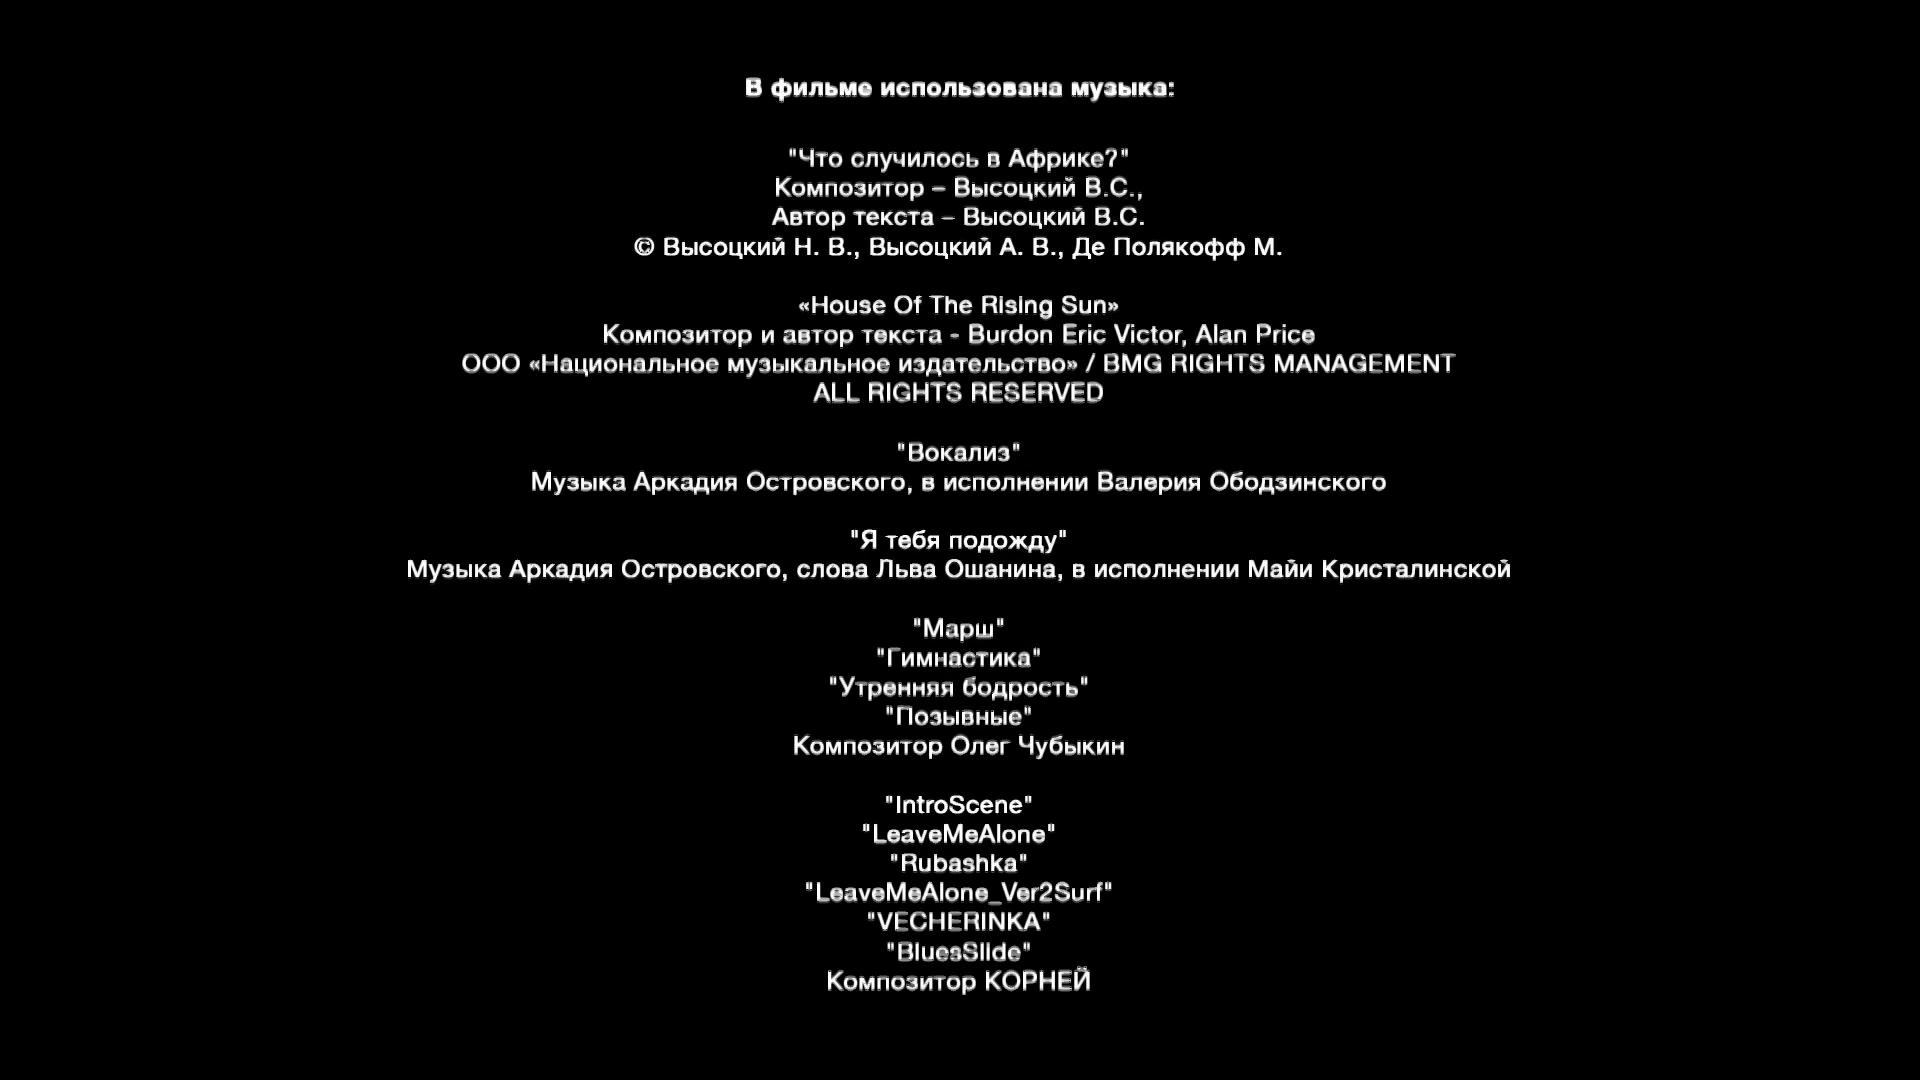 В фильме использована музыка:
"Что случилось в Африке?"
Композитор – Высоцкий В.С.,
Автор текста – Высоцкий В.С.
© Высоцкий Н. В., Высоцкий А. В., Де Полякофф М.
«House Of The Rising Sun»
Композитор и автор текста - Burdon Eric Victor, Alan Price
ООО «Национальное музыкальное издательство» / BMG RIGHTS MANAGEMENT
ALL RIGHTS RESERVED
"Вокализ"
Музыка Аркадия Островского, в исполнении Валерия Ободзинского
"Я тебя подожду"
Музыка Аркадия Островского, слова Льва Ошанина, в исполнении Майи Кристалинской
"Марш"
"Гимнастика"
"Утренняя бодрость"
"Позывные"
Композитор Олег Чубыкин
"IntroScene"
"LeaveMeAlone"
"Rubashka"
"LeaveMeAlone_Ver2Surf"
"VECHERINKA"
"BluesSlide"
Композитор КОРНЕЙ